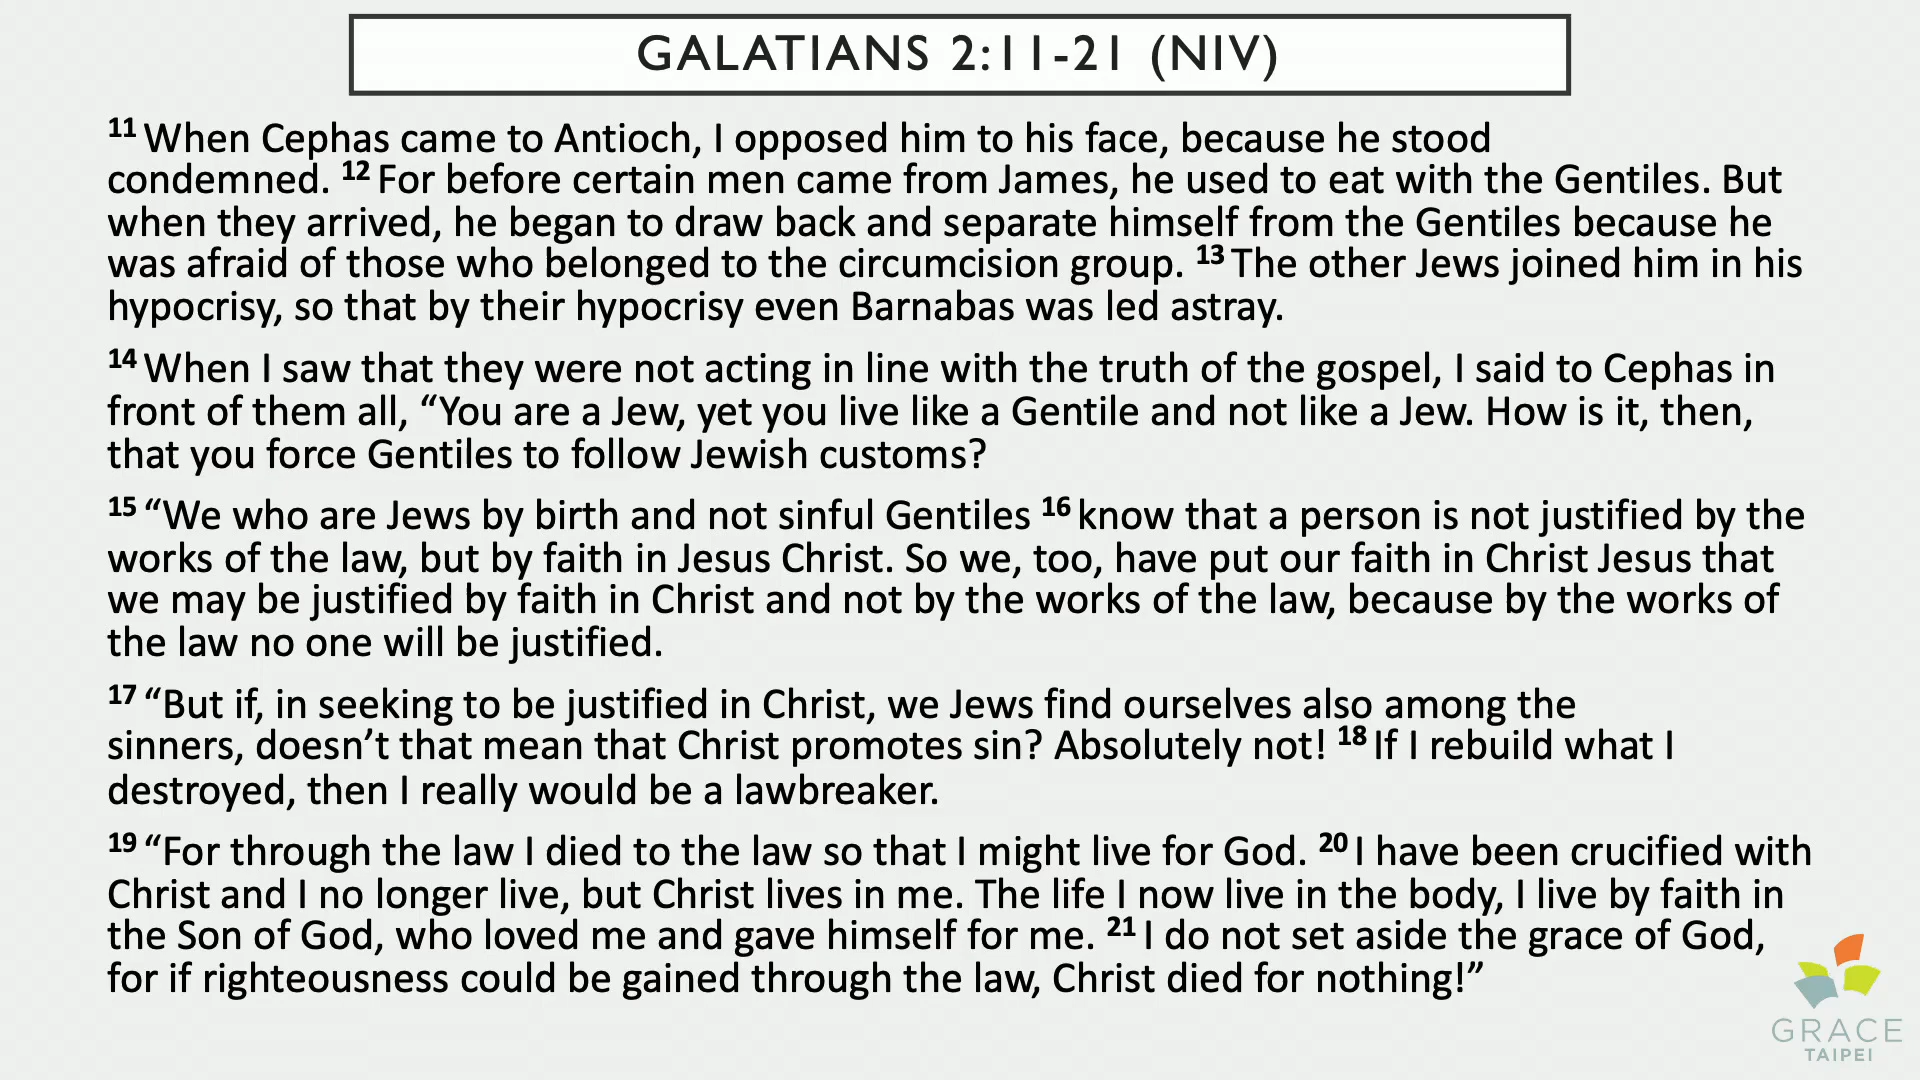 GALATIANS 2:11-21 (NIV)
11 When Cephas came to Antioch, I opposed him to his face, because he stood
condemned. 12 For before certain men came from James, he used to eat with the Gentiles. But
when they arrived, he began to draw back and separate himself from the Gentiles because he
was afraid of those who belonged to the circumcision group. 13 The other Jews joined him in his
hypocrisy, so that by their hypocrisy even Barnabas was led astray.
14 When I saw that they were not acting in line with the truth of the gospel, I said to Cephas in
front of them all, “You are a Jew, yet you live like a Gentile and not like a Jew. How is it, then,
that you force Gentiles to follow Jewish customs?
15 “We who are Jews by birth and not sinful Gentiles 16 know that a person is not justified by the
works of the law, but by faith in Jesus Christ. So we, too, have put our faith in Christ Jesus that
we may be justified by faith in Christ and not by the works of the law, because by the works of
the law no one will be justified.
17 “But if, in seeking to be justified in Christ, we Jews find ourselves also among the
sinners, doesn’t that mean that Christ promotes sin? Absolutely not! 18 If I rebuild what I
destroyed, then I really would be a lawbreaker.
19 “For through the law I died to the law so that I might live for God. 20 I have been crucified with
Christ and I no longer live, but Christ lives in me. The life I now live in the body, I live by faith in
the Son of God, who loved me and gave himself for me. 21 I do not set aside the grace of God,
for if righteousness could be gained through the law, Christ died for nothing!”
GRACE
TAIPEI